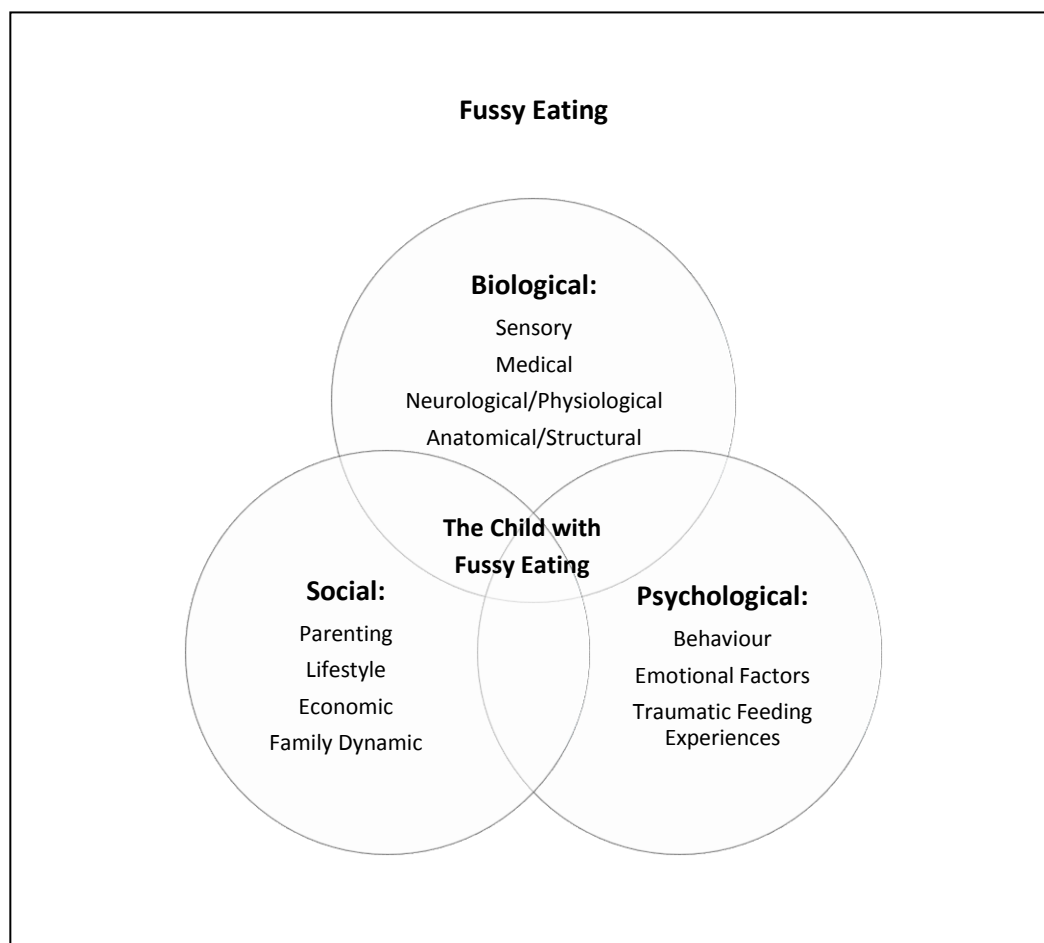 Fussy Eating
Biological:
Sensory
Medical
Neurological/Physiological
Anatomical/Structural
The Child with
Fussy Eating
Social:
Parenting
Lifestyle
Economic
Family Dynamic
Psychological:
Behaviour
Emotional Factors
Traumatic Feeding
Experiences